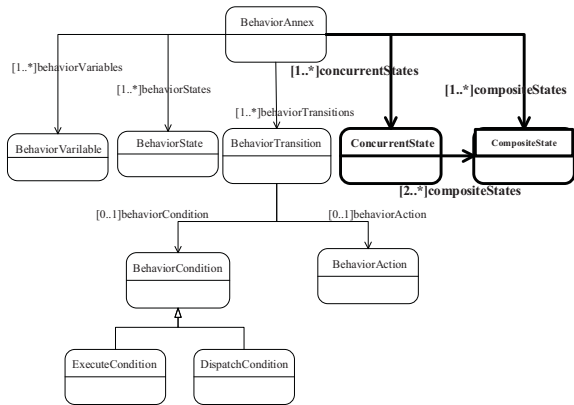 BehaviorAnnex
[1..*]behaviorVariables
[1..*]concurrentStates
[1..*]behaviorStates
[1..*]compositeStates
[1..*]behaviorTransitions
BehaviorVarilable
BehaviorState
BehaviorTransition
ConcurrentState
CompositeState
[2..*]compositeStates
[0..1]behaviorCondition
[0..1]behaviorAction
BehaviorCondition
BehaviorAction
ExecuteCondition
DispatchCondition